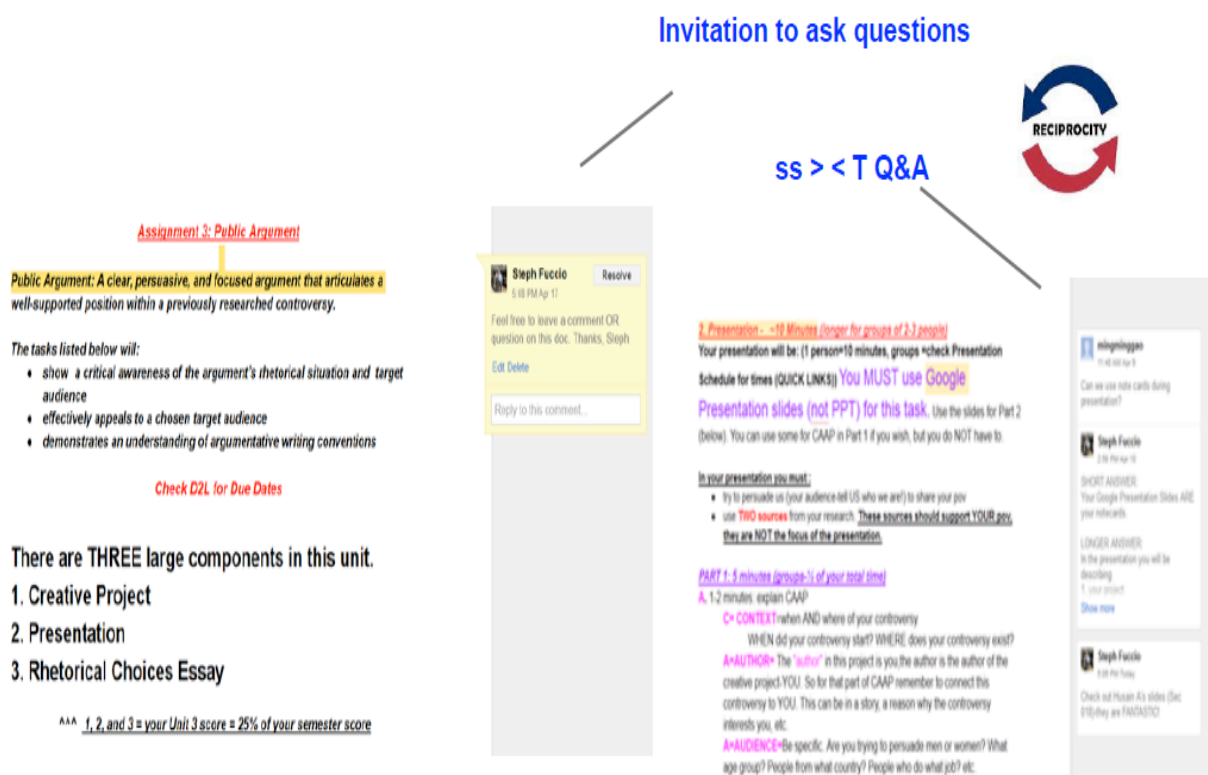 Invitation to ask questions
RECIPROCITY
ss > < T Q&A
Assignment 3: Public Argument
Public Argument: A clear, persuasive, and focused argument that articulates a
well-supported position within a previously researched controversy.
The tasks listed below will:
• show a critical awareness of the argument's rhetorical situation and target
audience
• effectively appeals to a chosen target audience
• demonstrates an understanding of argumentative writing conventions
Check D2L for Due Dates
There are THREE large components in this unit.
1. Creative Project
2. Presentation
3. Rhetorical Choices Essay
^^^ 1, 2, and 3 = your Unit 3 score = 25% of your semester score
Steph Fuccio
Resolve
PM Apr 17
Feel free to leave a comment OR
question on this doc. Thanks, Steph
Edit Delete
Reply to this comment...
2. Presentation - ~10 Minutes (longer for groups of 2-3 people)
Your presentation will be: (1 person=10 minutes, groups =check Presentation
Schedule for times (QUICK LINKS)) You MUST use Google
Presentation slides (not PPT) for this task. Use the slides for Part 2
(below). You can use some for CAAP in Part 1 if you wish, but you do NOT have to.
In your presentation you must:
• try to persuade us (your audience-tell US who we are!) to share your pov
• use TWO sources from your research. These sources should support YOUR pov,
they are NOT the focus of the presentation.
PART 1: 5 minutes (groups-½ of your total time)
A. 1-2 minutes: explain CAAP
C= CONTEXT=when AND where of your controversy
WHEN did your controversy start? WHERE does your controversy exist?
A=AUTHOR= The "author" in this project is you,the author is the author of the
creative project-YOU. So for that part of CAAP remember to connect this
controversy to YOU. This can be in a story, a reason why the controversy
interests you, etc.
A=AUDIENCE=Be specific. Are you trying to persuade men or women? What
age group? People from what country? People who do what job? etc.
mingminggao
AM Apr 9
Can we use note cards during
presentation?
Steph Fuccio
PM Apr
SHORT ANSWER:
Your Google Presentation Slides ARE
your notecards.
LONGER ANSWER:
In the presentation you will be
describing
1. your project
Show more
Steph Fuccio
PM Today
Check out Husain A's slides (Sec
they are FANTASTIC!